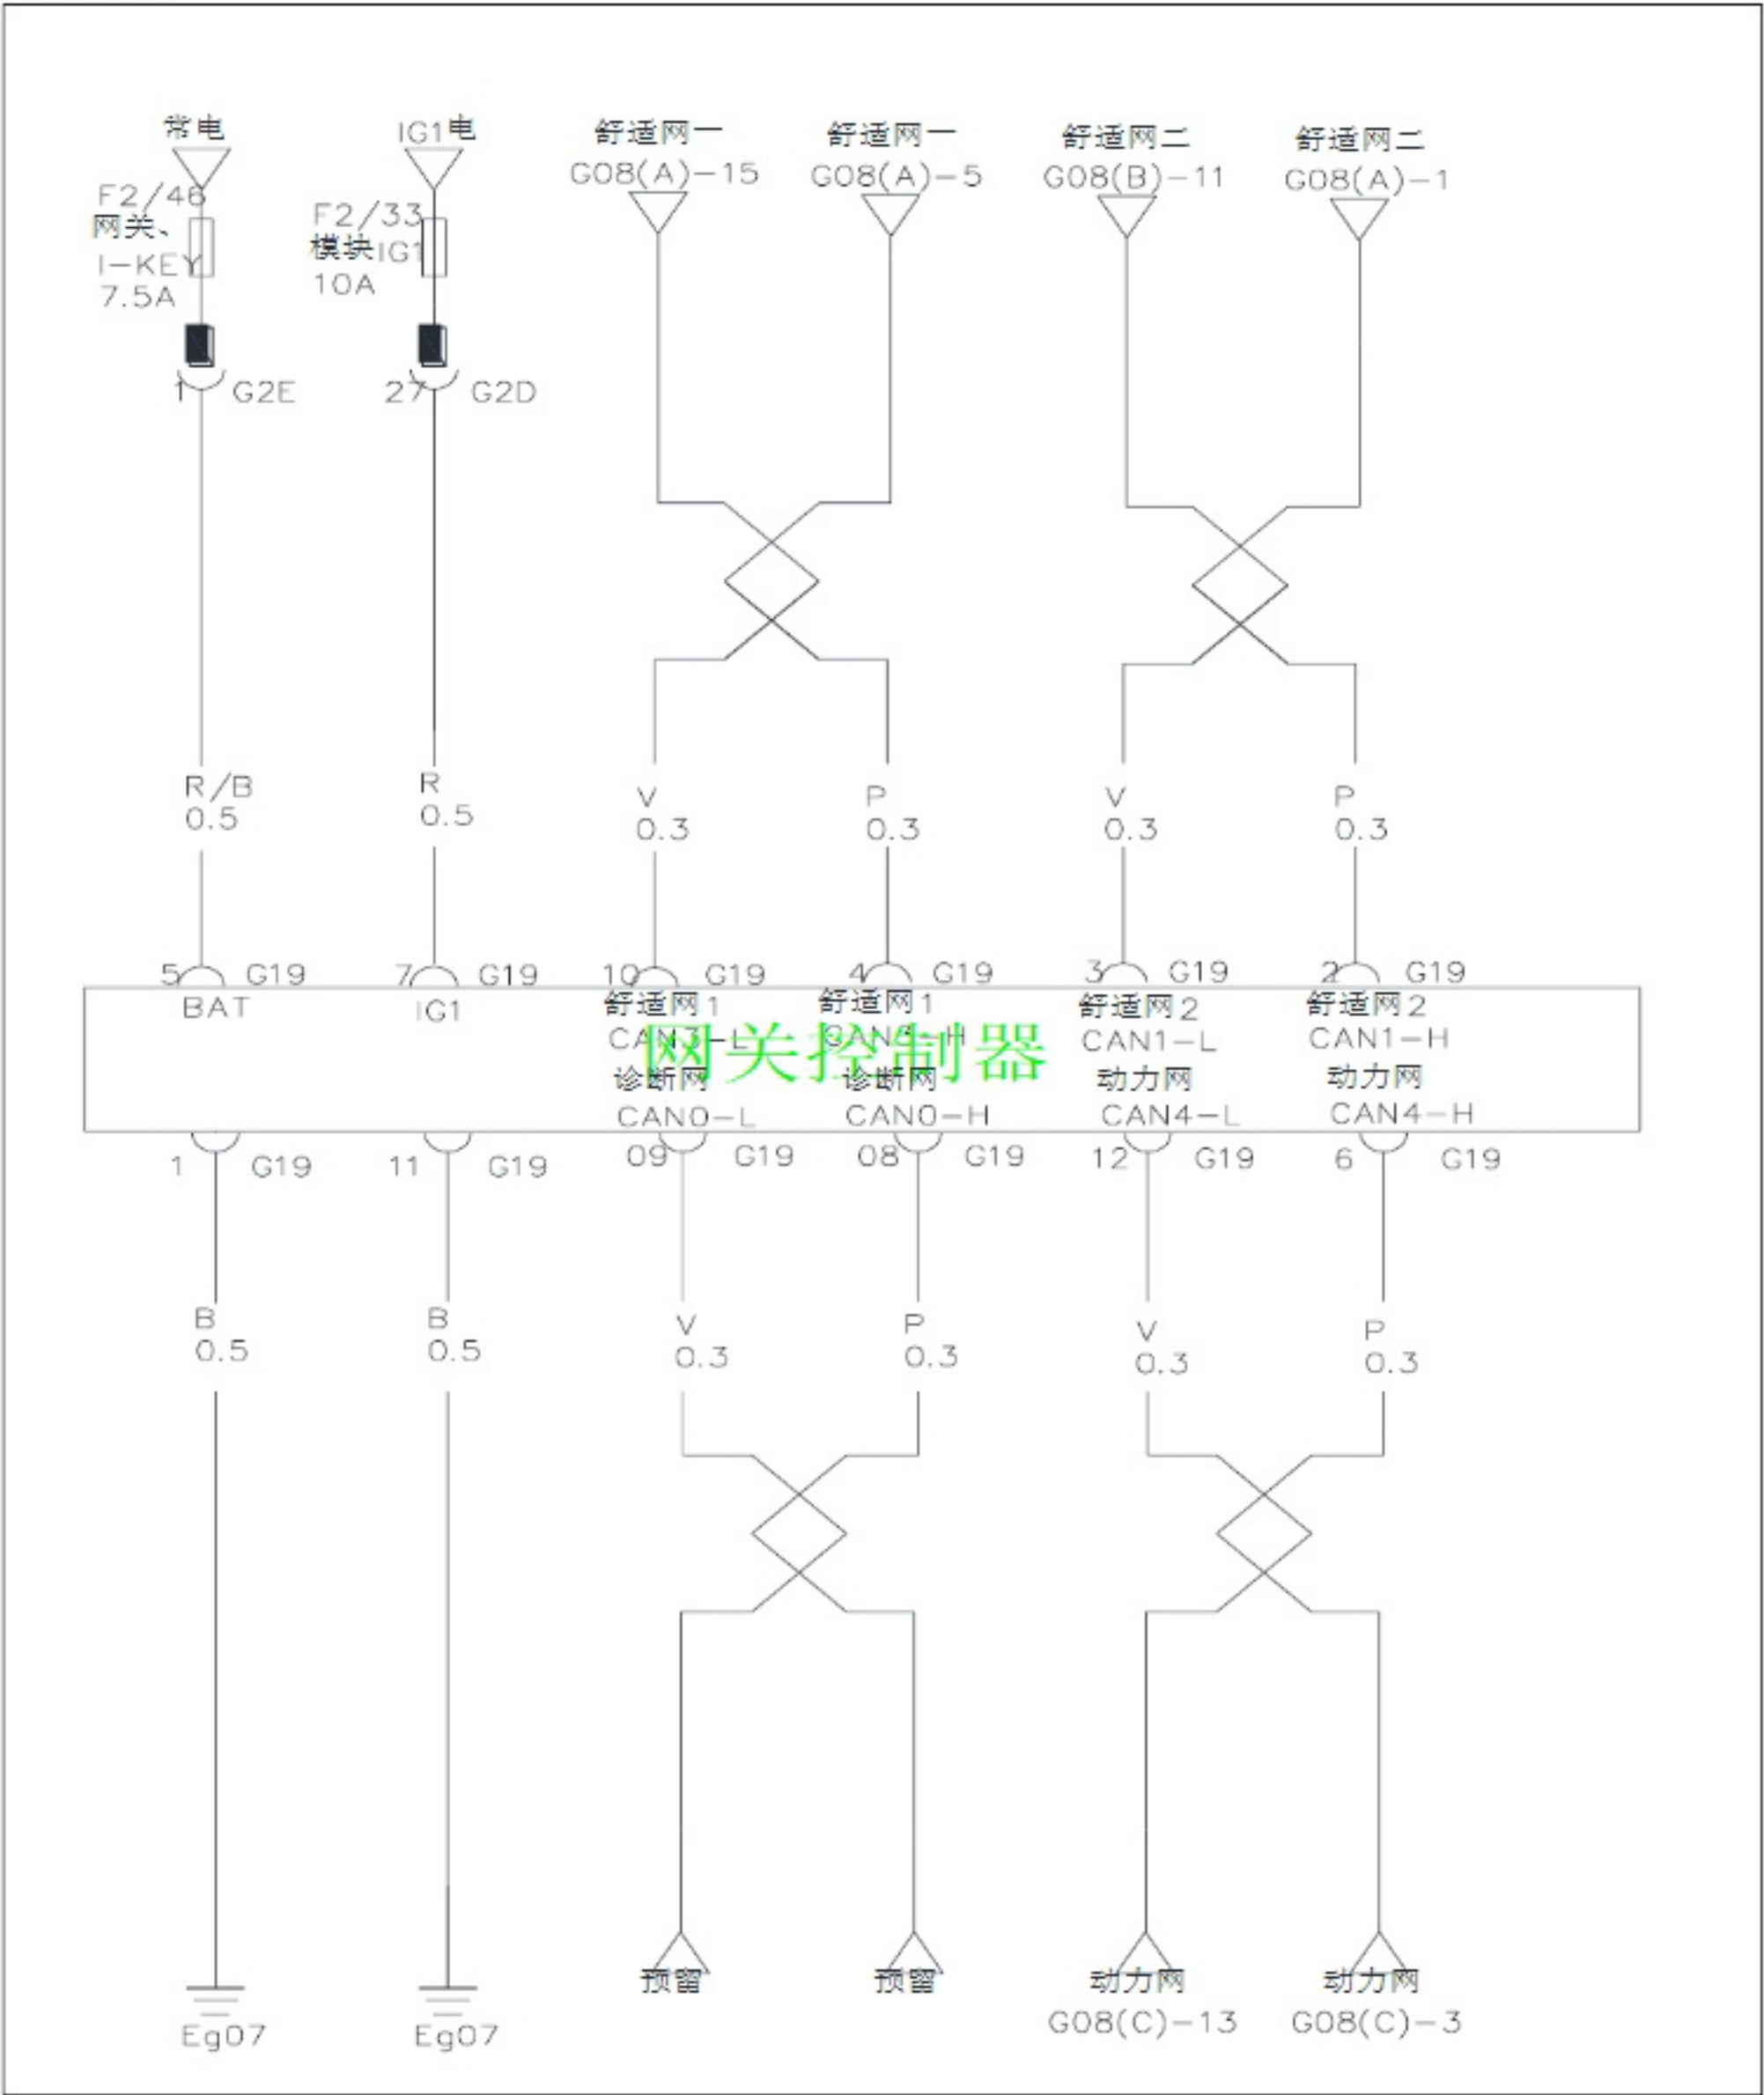 常电
IG1电
舒适网一
舒适网一
舒适网二
舒适网二
G08(A)-15
G08(A)-5
G08(B)-11
G08(A)-1
F2/46
网关、
I-KEY
7.5A
F2/33
模块IG1
10A
1
G2E
27
G2D
R/B
0.5
R
0.5
V
0.3
P
0.3
V
0.3
P
0.3
5
G19
7
G19
10
G19
4
G19
3
G19
2
G19
BAT
IG1
舒适网1
CAN3-L
舒适网1
舒适网2
CAN1-L
舒适网2
CAN1-H
网关控制器
诊断网
CAN0-L
诊断网
CAN0-H
动力网
CAN4-L
动力网
CAN4-H
1
G19
11
G19
09
G19
08
G19
12
G19
6
G19
B
0.5
B
0.5
V
0.3
P
0.3
V
0.3
P
0.3
Eg07
Eg07
预留
预留
动力网
G08(C)-13
动力网
G08(C)-3